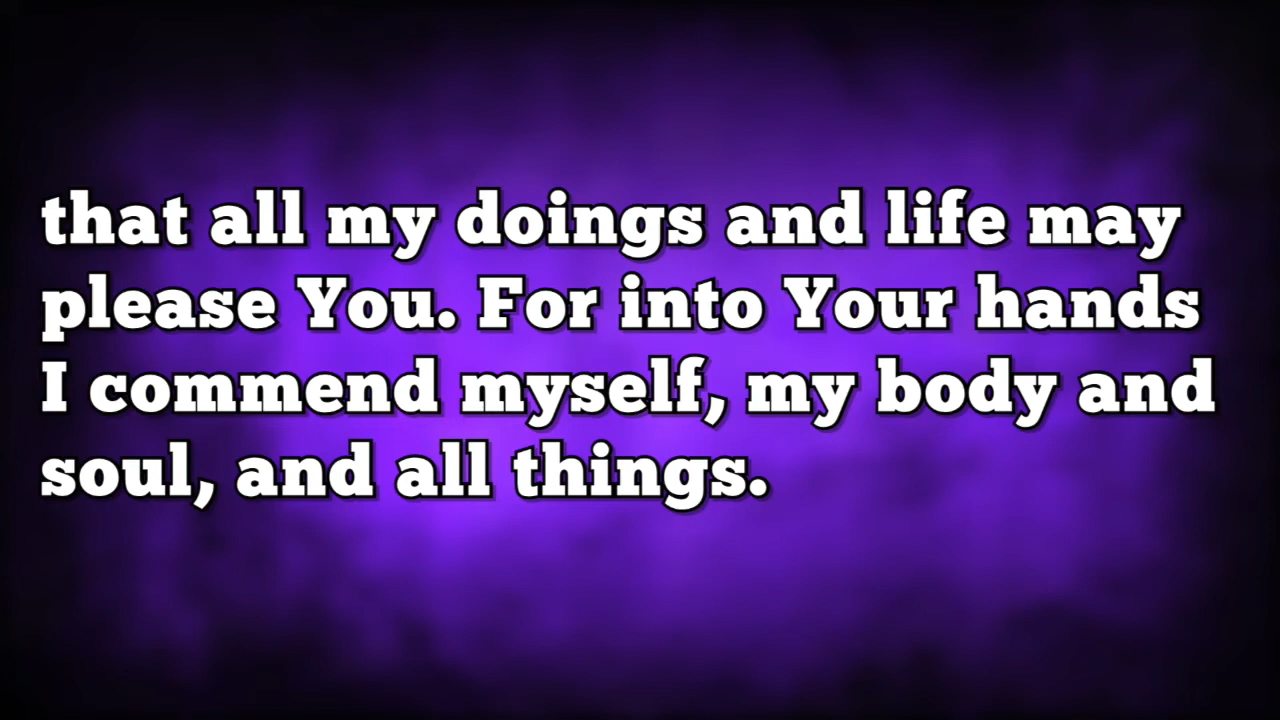 that all my doings and life may
please You. For into Your hands
I commend myself, my body and
soul, and all things.